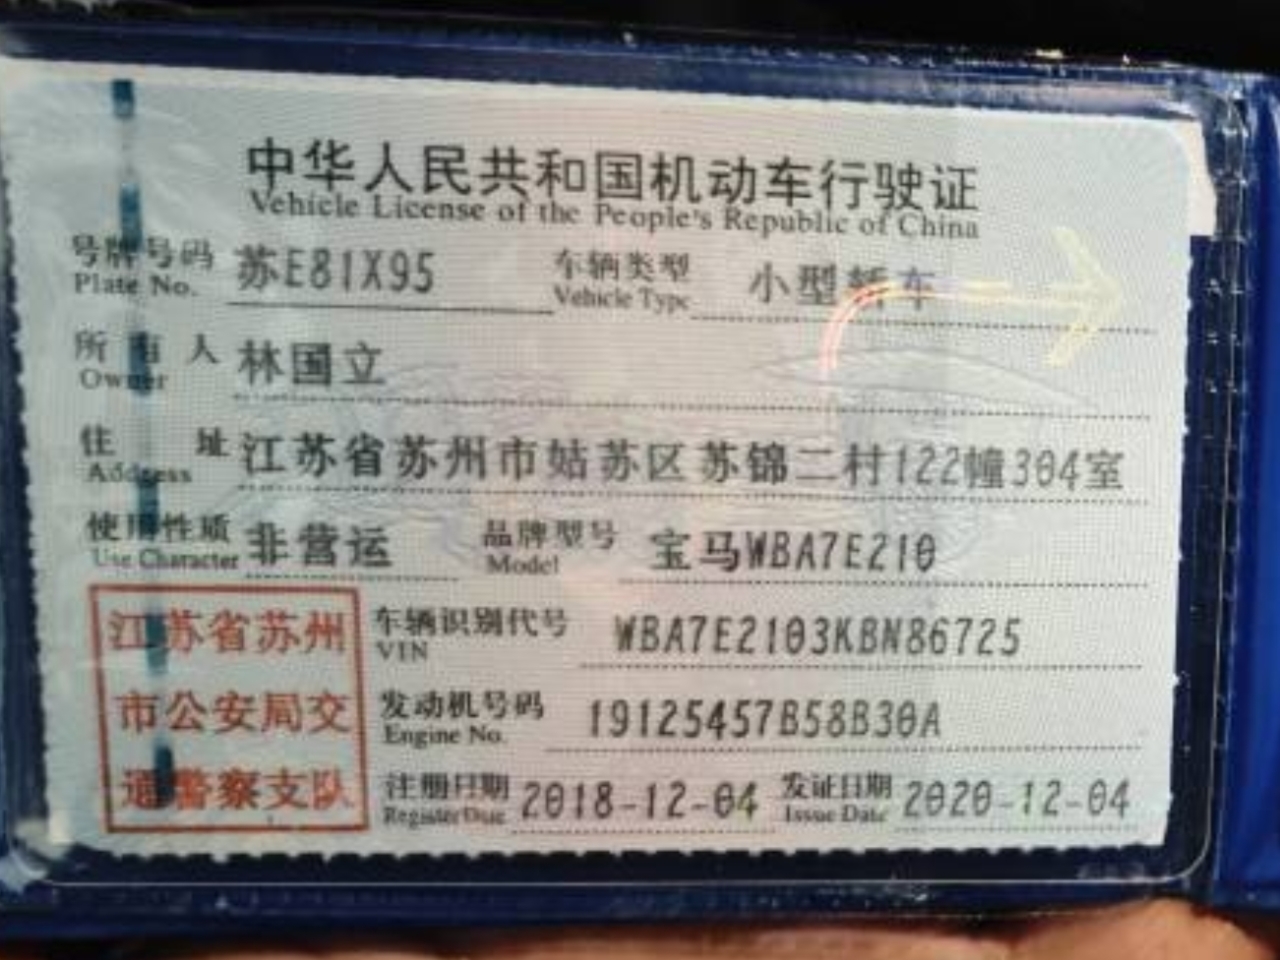 中华人民共和国机动车行驶证
Vehicle License of the People's Republic of China
号牌号码 苏E81X95 车辆类型 小型轿车
Plate No. Vehicle Type
所有人 林国立
Owner
住址 江苏省苏州市姑苏区苏锦二村122幢304室
Address
使用性质 非营运 品牌型号 宝马WBA7E210
Use Character Model
江苏省苏州 车辆识别代号 WBA7E2103KBN86725
VIN
市公安局交 发动机号码 19125457B58B30A
Engine No.
通警察支队 注册日期 2018-12-04 发证日期 2020-12-04
Register Date Issue Date